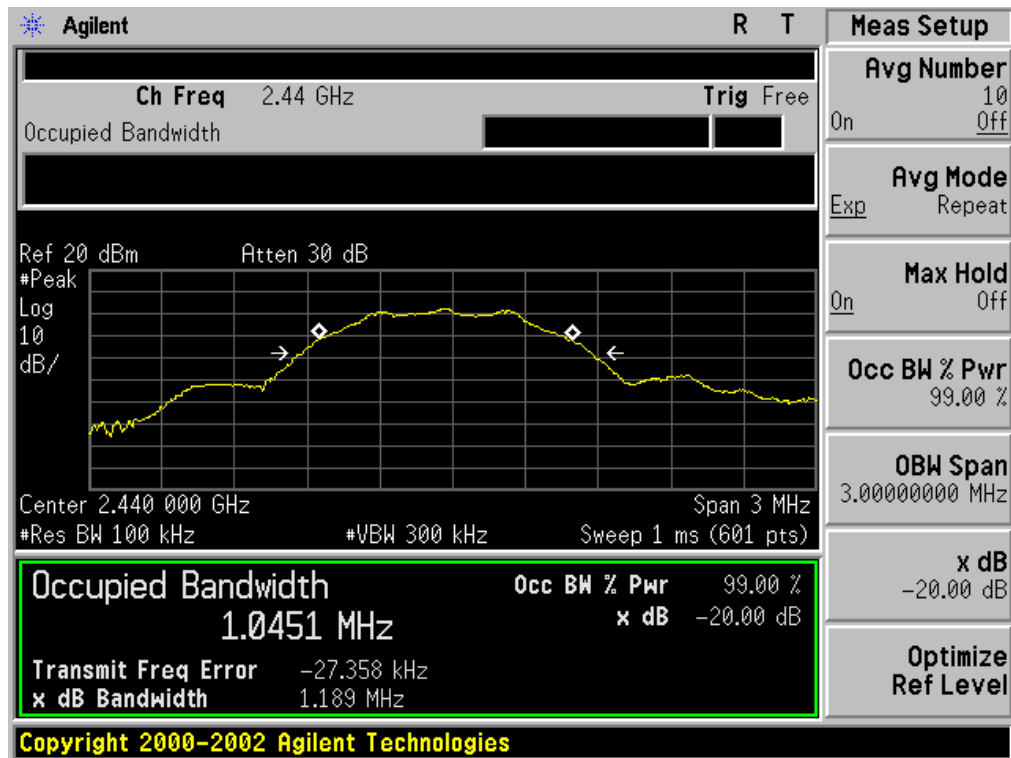 Agilent R T
Ch Freq 2.44 GHz Trig Free
Occupied Bandwidth
Ref 20 dBm Atten 30 dB
#Peak
Log
10
dB/
Center 2.440 000 GHz Span 3 MHz
#Res BW 100 kHz #VBW 300 kHz Sweep 1 ms (601 pts)
Occupied Bandwidth Occ BW % Pwr 99.00 %
1.0451 MHz x dB -20.00 dB
Transmit Freq Error -27.358 kHz
x dB Bandwidth 1.189 MHz
Copyright 2000-2002 Agilent Technologies
Meas Setup
Avg Number
10
On Off
Avg Mode
Exp Repeat
Max Hold
On Off
Occ BW % Pwr
99.00 %
OBW Span
3.00000000 MHz
x dB
-20.00 dB
Optimize
Ref Level